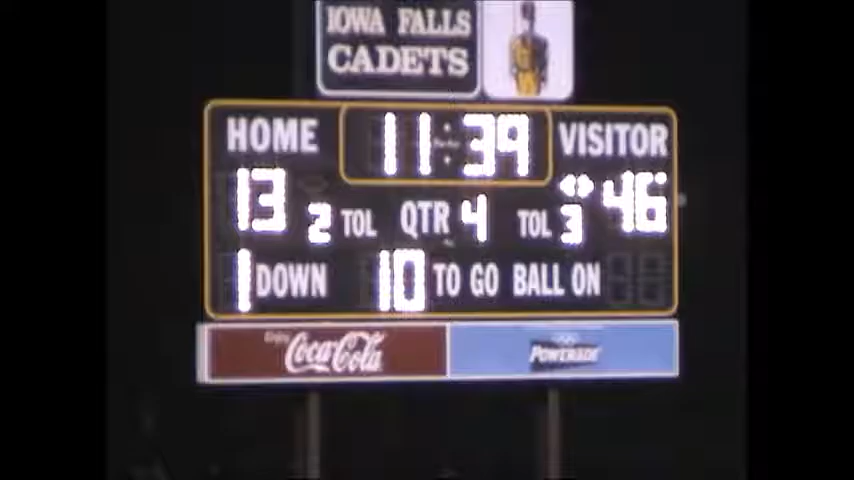 IOWA FALLS
CADETS
HOME 11:39 VISITOR
13 2 TOL QTR 4 TOL 3 46
1 DOWN 10 TO GO BALL ON
Enjoy
Coca-Cola
POWERADE